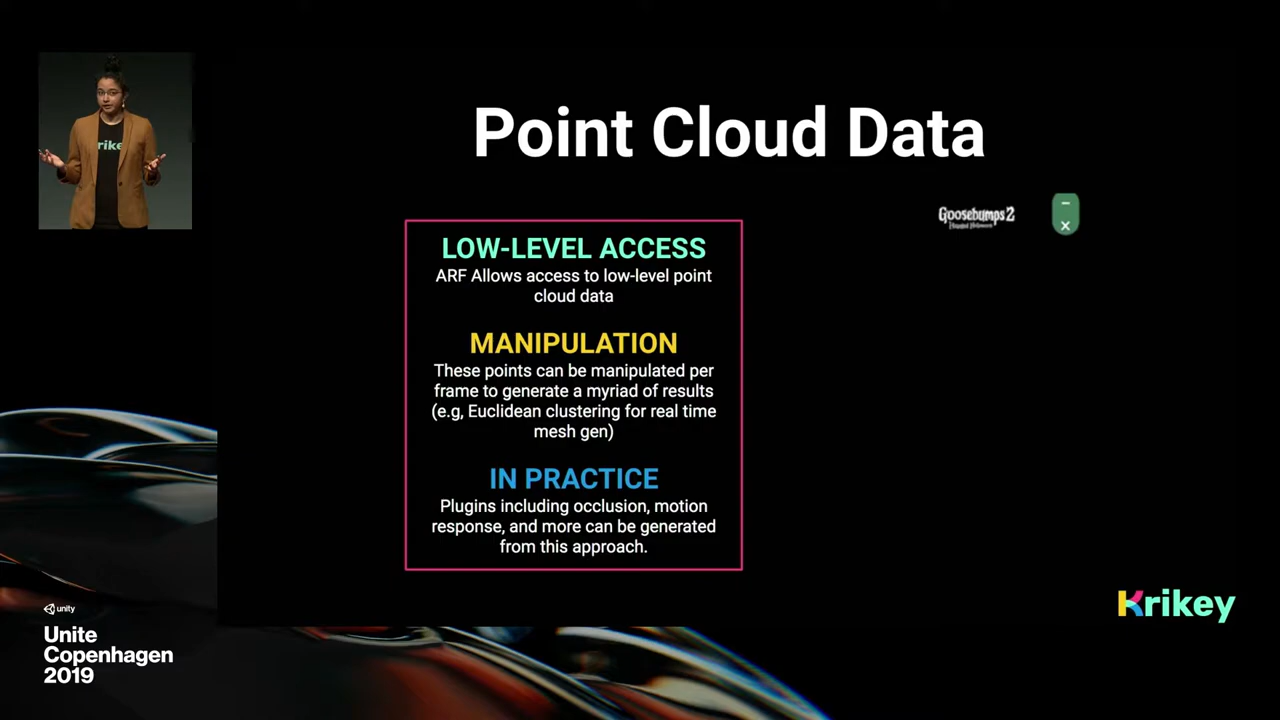 Point Cloud Data
rike
Goosebumps 2
LOW-LEVEL ACCESS
ARF Allows access to low-level point
cloud data
MANIPULATION
These points can be manipulated per
frame to generate a myriad of results
(e.g, Euclidean clustering for real time
mesh gen)
IN PRACTICE
Plugins including occlusion, motion
response, and more can be generated
from this approach.
Krikey
unity
Unite
Copenhagen
2019